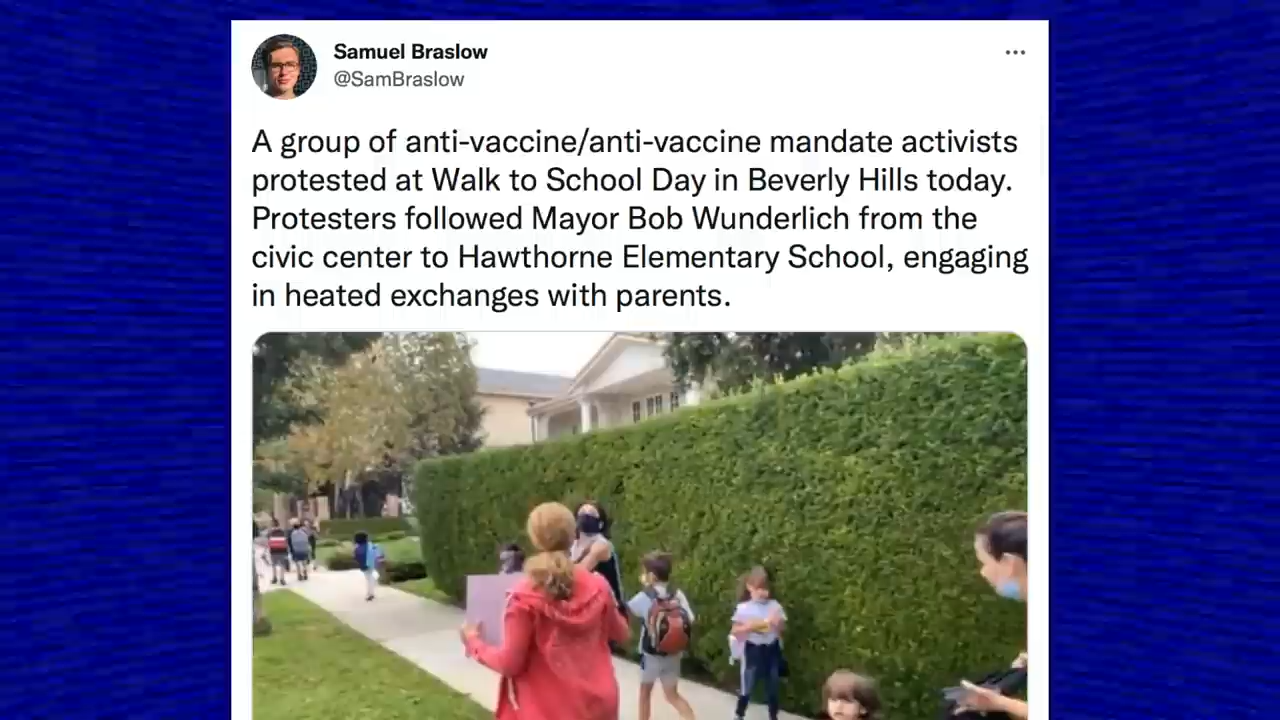 Samuel Braslow
@SamBraslow
A group of anti-vaccine/anti-vaccine mandate activists
protested at Walk to School Day in Beverly Hills today.
Protesters followed Mayor Bob Wunderlich from the
civic center to Hawthorne Elementary School, engaging
in heated exchanges with parents.